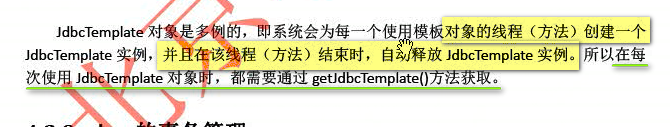 JdbcTemplate 对象是多例的，即系统会为每一个使用模板对象的线程（方法）创建一个
JdbcTemplate 实例，并且在该线程（方法）结束时，自动释放 JdbcTemplate 实例。所以在每
次使用 JdbcTemplate 对象时，都需要通过 getJdbcTemplate()方法获取。